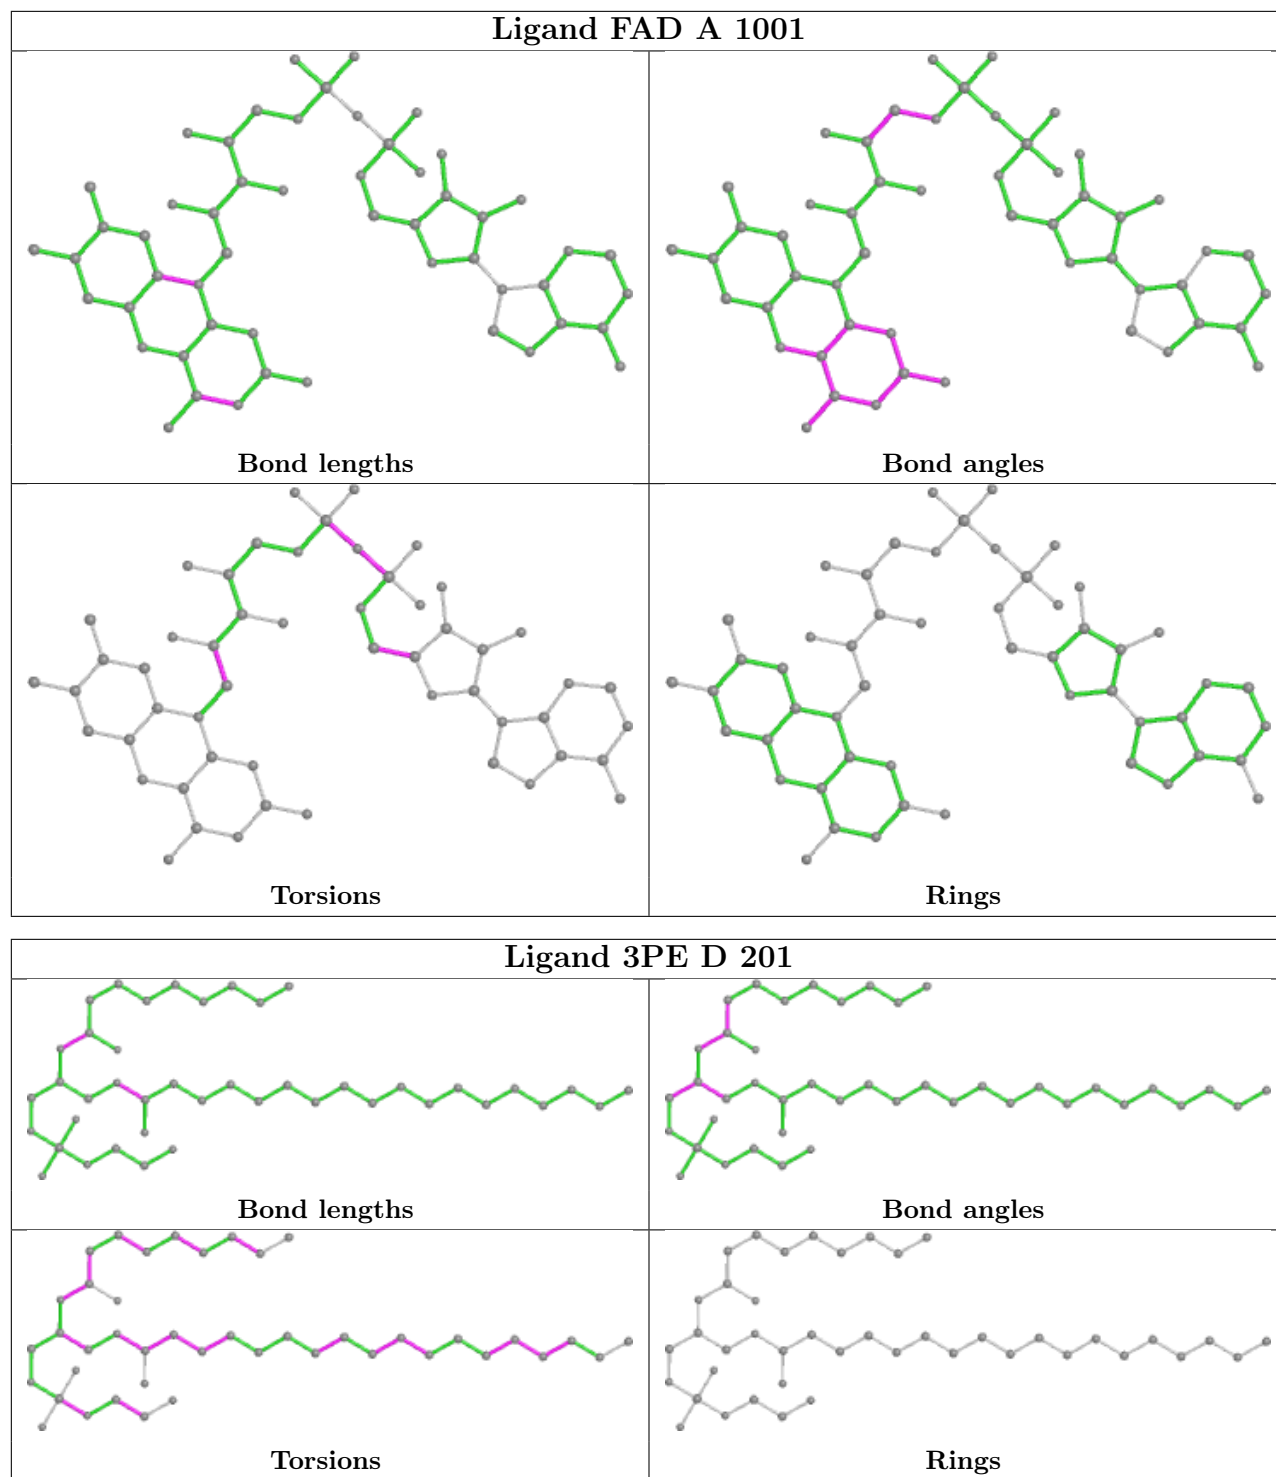 Ligand FAD A 1001
Bond lengths
Bond angles
Torsions
Rings
Ligand 3PE D 201
Bond lengths
Bond angles
Torsions
Rings